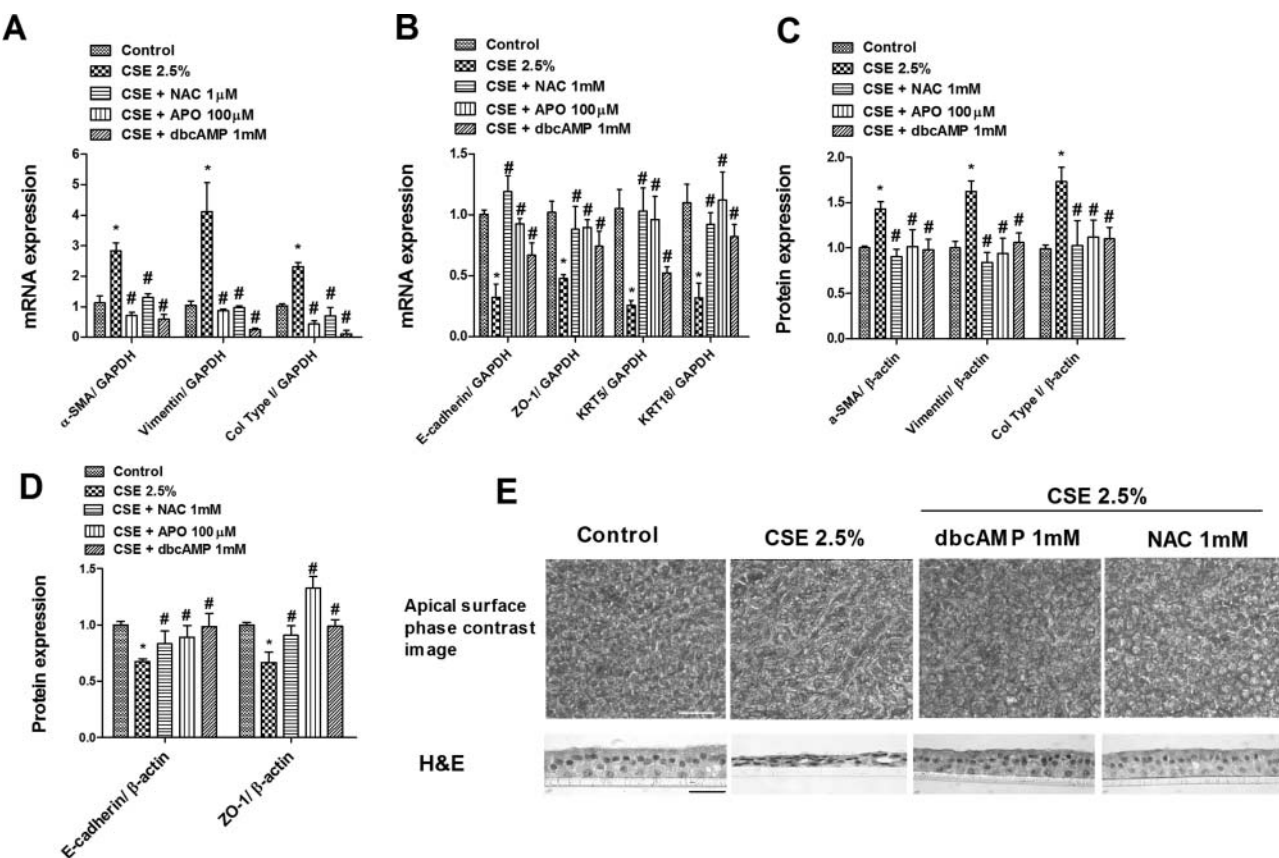 A
Control
CSE 2.5%
CSE + NAC 1µM
CSE + APO 100µM
CSE + dbcAMP 1mM
mRNA expression
6
5
4
3
2
1
0
*
#
#
#
*
#
#
#
*
#
#
#
α-SMA/ GAPDH
Vimentin/ GAPDH
Col Type I/ GAPDH
B
Control
CSE 2.5%
CSE + NAC 1mM
CSE + APO 100µM
CSE + dbcAMP 1mM
mRNA expression
1.5
1.0
0.5
0.0
*
#
#
#
*
#
#
#
*
#
#
#
*
#
#
#
E-cadherin/ GAPDH
ZO-1/ GAPDH
KRT5/ GAPDH
KRT18/ GAPDH
C
Control
CSE 2.5%
CSE + NAC 1mM
CSE + APO 100µM
CSE + dbcAMP 1mM
Protein expression
2.0
1.5
1.0
0.5
0.0
*
#
#
#
*
#
#
#
*
#
#
#
a-SMA/ β-actin
Vimentin/ β-actin
Col Type I/ β-actin
D
Control
CSE 2.5%
CSE + NAC 1mM
CSE + APO 100µM
CSE + dbcAMP 1mM
Protein expression
1.5
1.0
0.5
0.0
*
#
#
#
*
#
#
#
E-cadherin/ β-actin
ZO-1/ β-actin
E
CSE 2.5%
Control
CSE 2.5%
dbcAMP 1mM
NAC 1mM
Apical surface
phase contrast
image
H&E